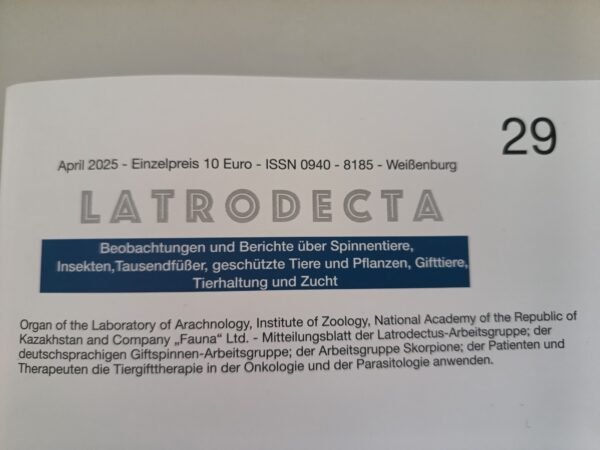 29
April 2025 - Einzelpreis 10 Euro - ISSN 0940 - 8185 - Weißenburg
LATRODECTA
Beobachtungen und Berichte über Spinnentiere,
Insekten,Tausendfüßer, geschützte Tiere und Pflanzen, Gifttiere,
Tierhaltung und Zucht
Organ of the Laboratory of Arachnology, Institute of Zoology, National Academy of the Republic of
Kazakhstan and Company „Fauna“ Ltd. - Mitteilungsblatt der Latrodectus-Arbeitsgruppe; der
deutschsprachigen Giftspinnen-Arbeitsgruppe; der Arbeitsgruppe Skorpione; der Patienten und
Therapeuten die Tiergifttherapie in der Onkologie und der Parasitologie anwenden.